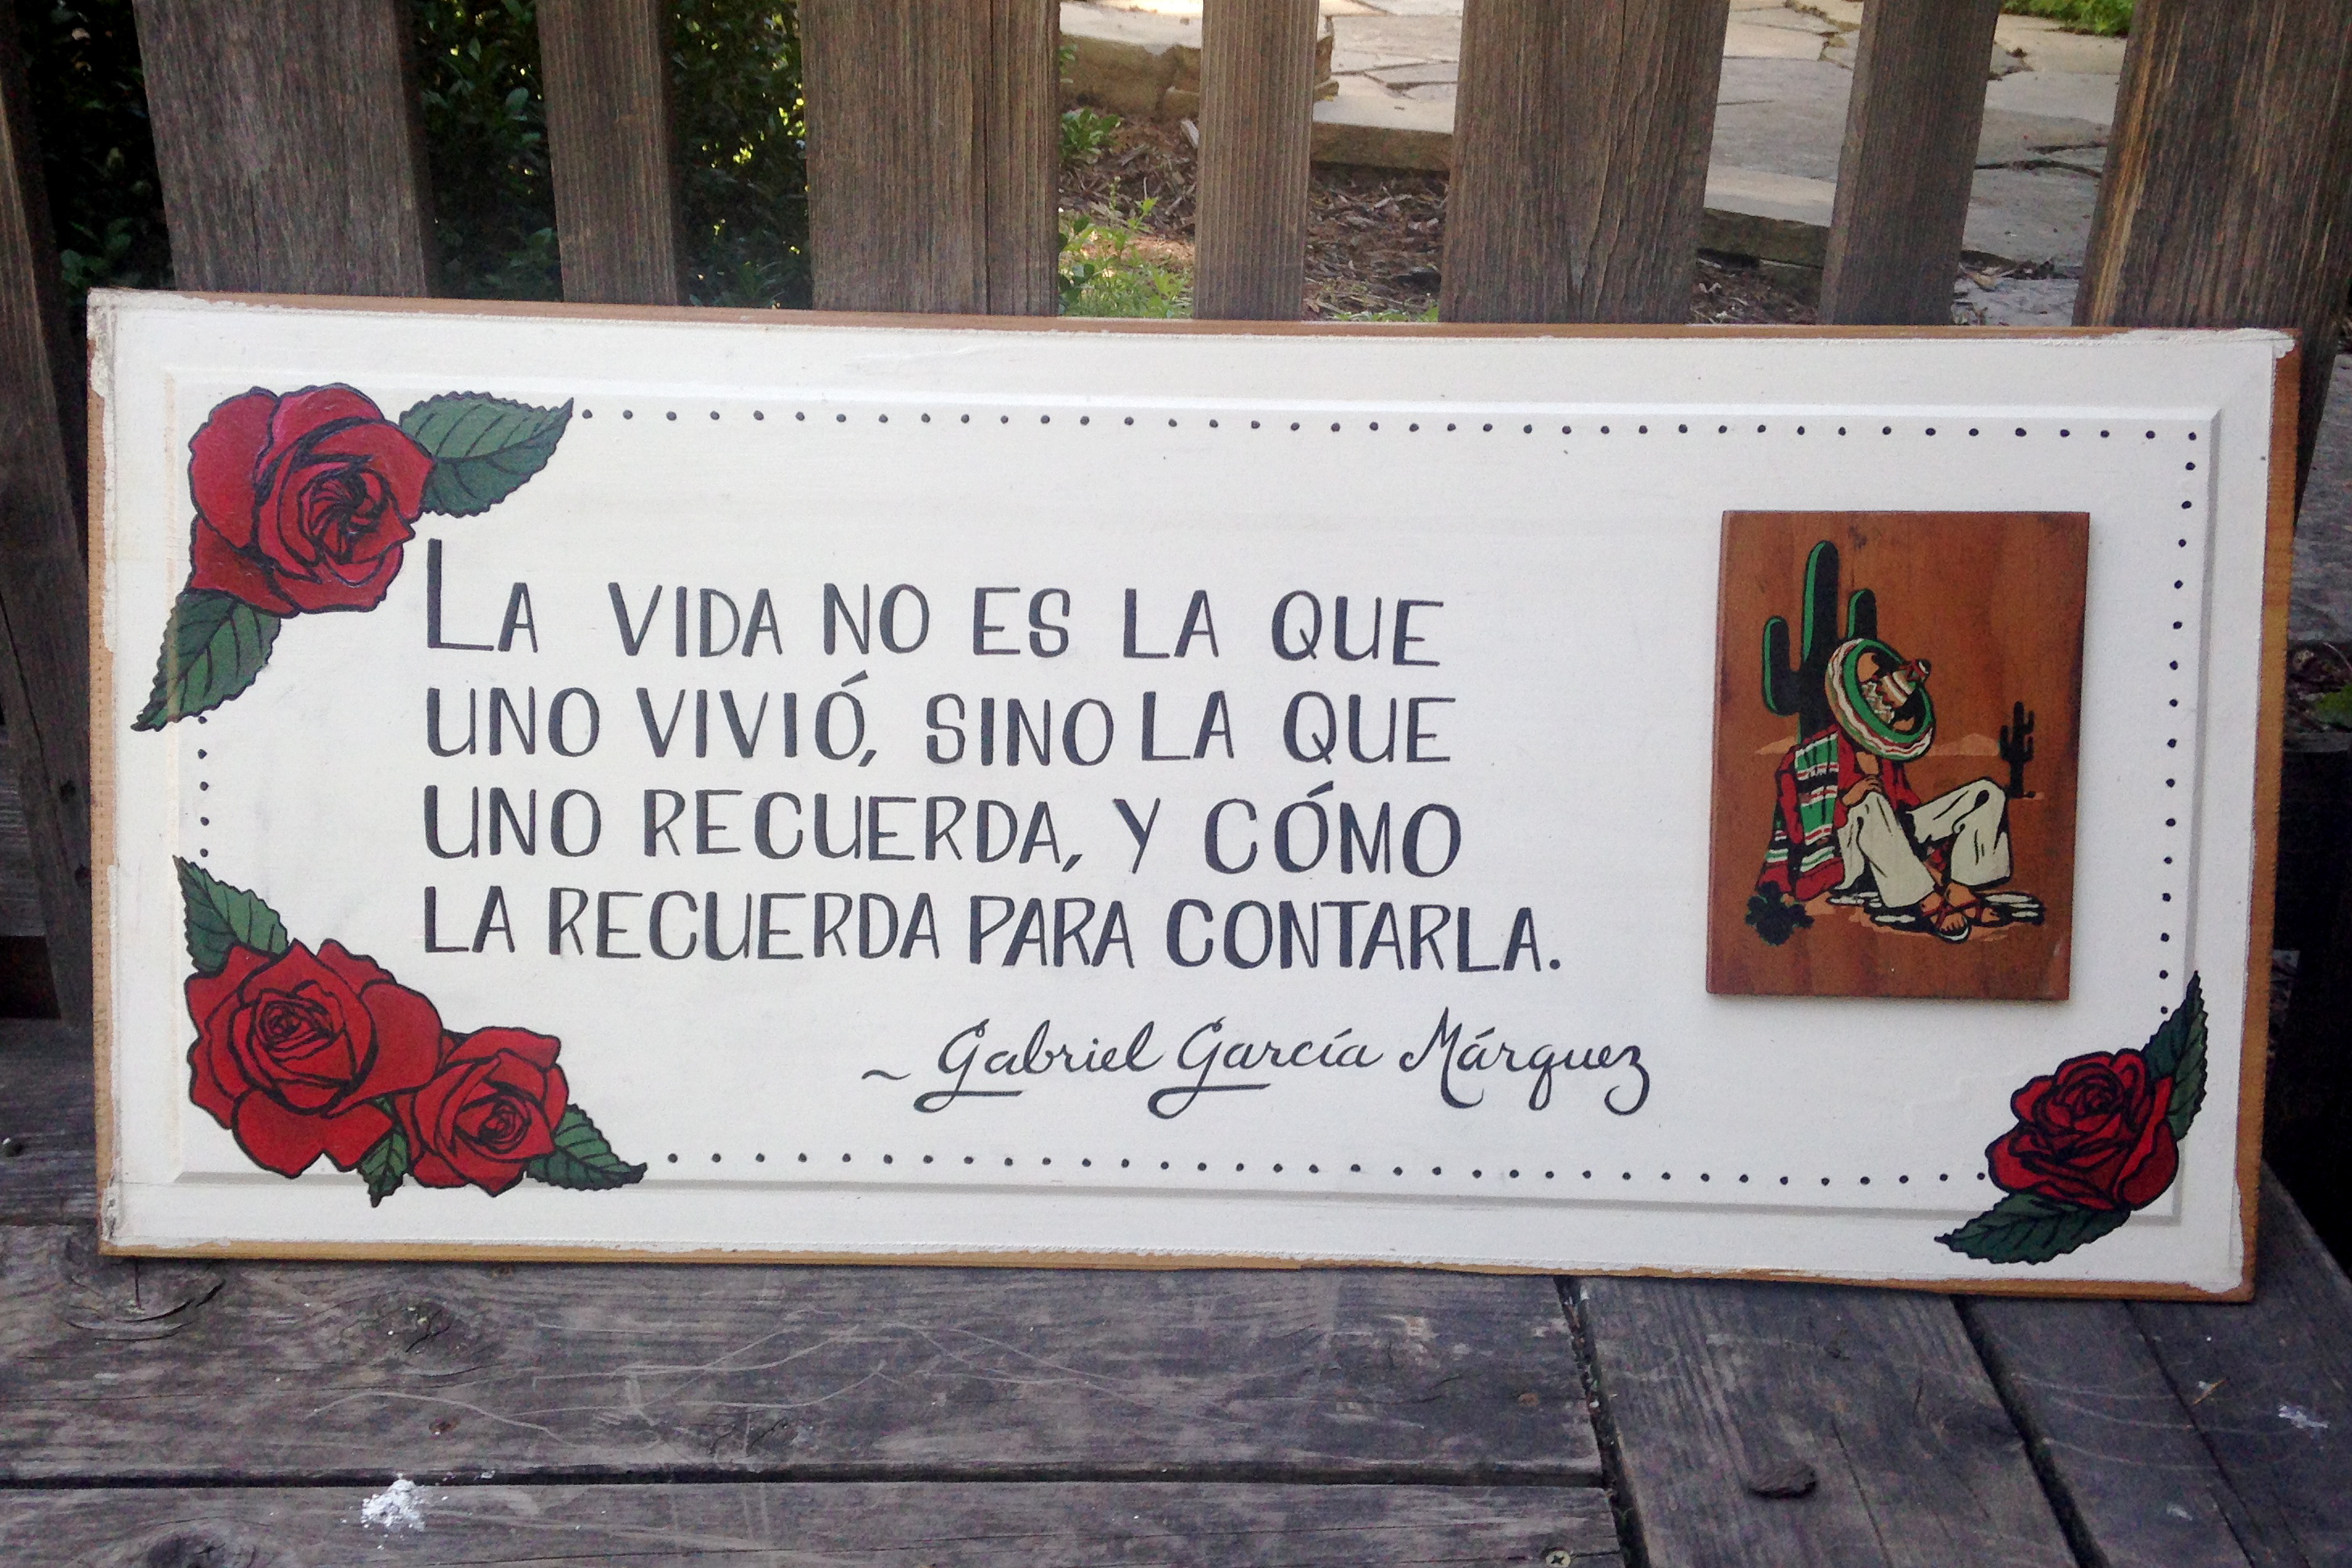 LA VIDA NO ES LA QUE
UNO VIVIÓ, SINO LA QUE
UNO RECUERDA, Y CÓMO
LA RECUERDA PARA CONTARLA.
~ Gabriel García Márquez